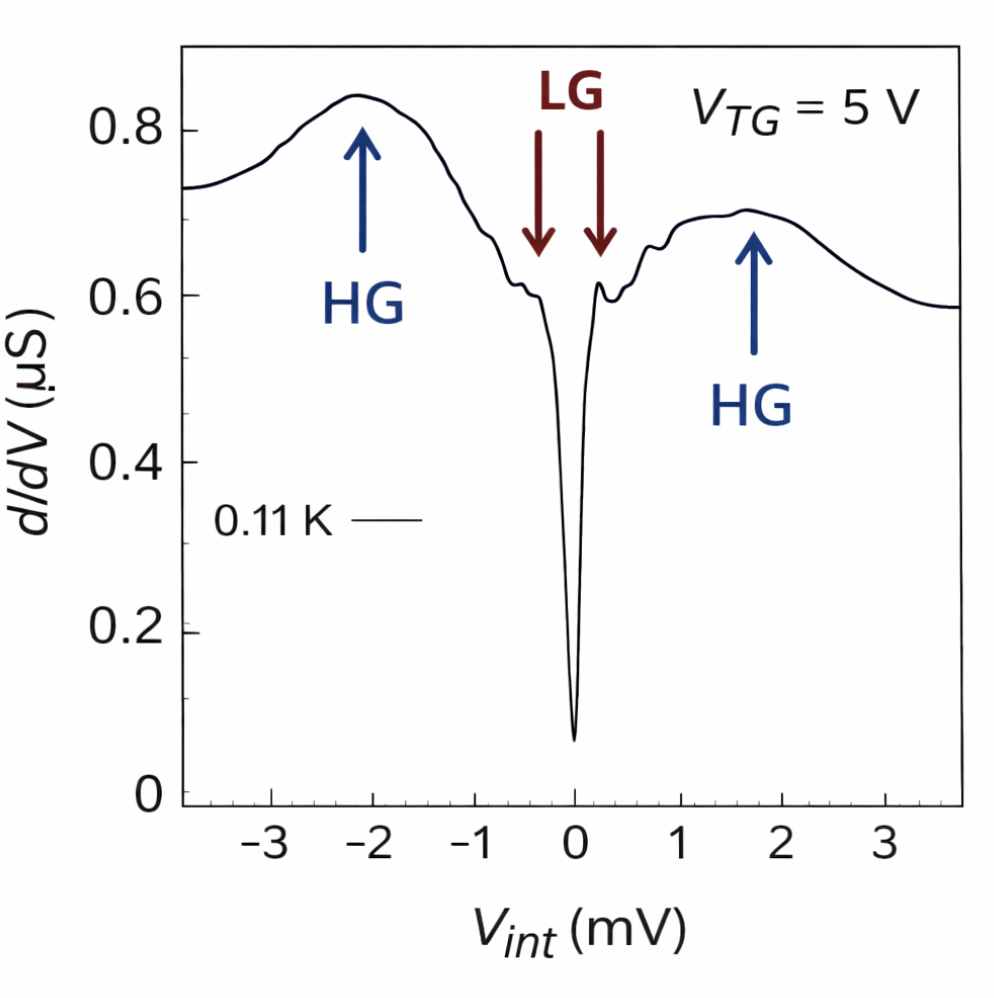 LG
V_TG = 5 V
0.8
HG
0.6
HG
dI/dV (µS)
0.4
0.11 K
0.2
0
−3 −2 −1 0 1 2 3
V_int (mV)